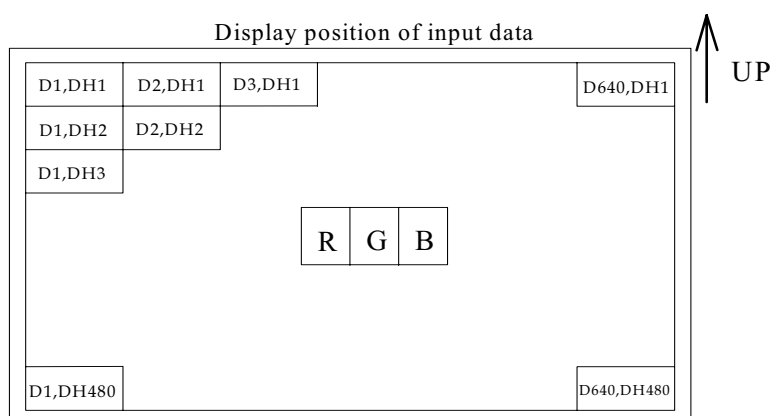 Display position of input data
UP
D1,DH1 D2,DH1 D3,DH1 D640,DH1
D1,DH2 D2,DH2
D1,DH3
R G B
D1,DH480 D640,DH480